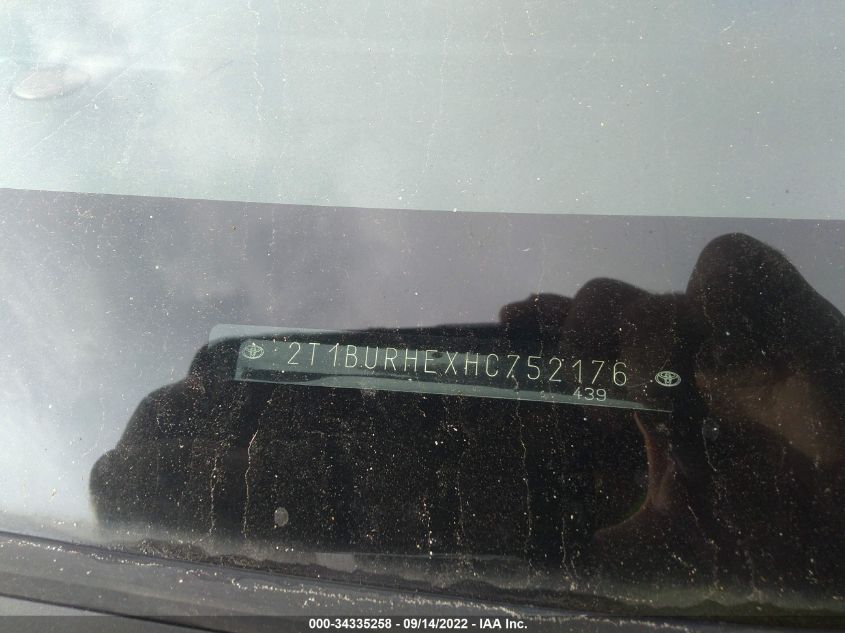 2T1BURHEXHC752176
439
000-34335258 - 09/14/2022 - IAA Inc.